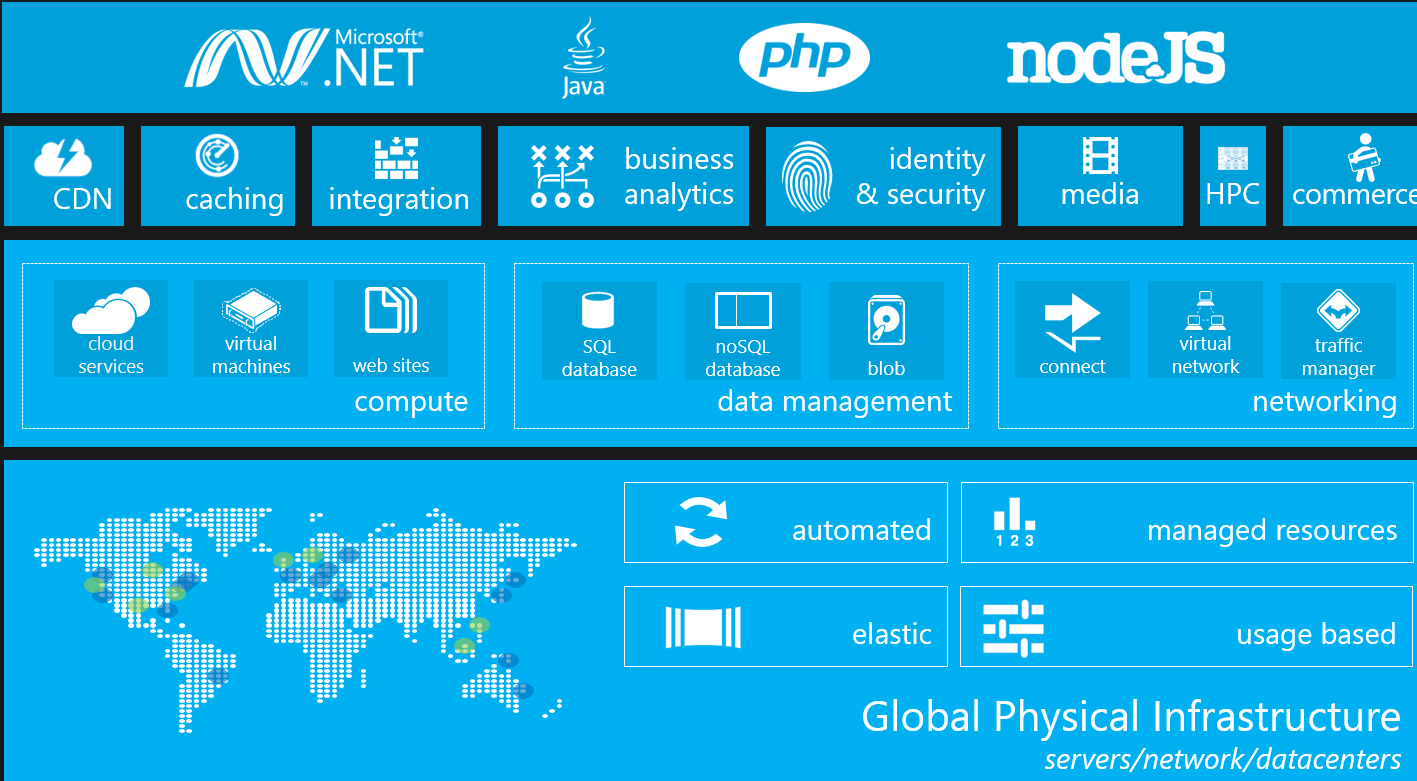 Microsoft®
.NET™
Java
php
nodeJS
CDN
caching
integration
business
analytics
identity
& security
media
HPC
commerce
cloud
services
virtual
machines
web sites
compute
SQL
database
noSQL
database
blob
data management
connect
virtual
network
traffic
manager
networking
automated
1 2 3
managed resources
elastic
usage based
Global Physical Infrastructure
servers/network/datacenters